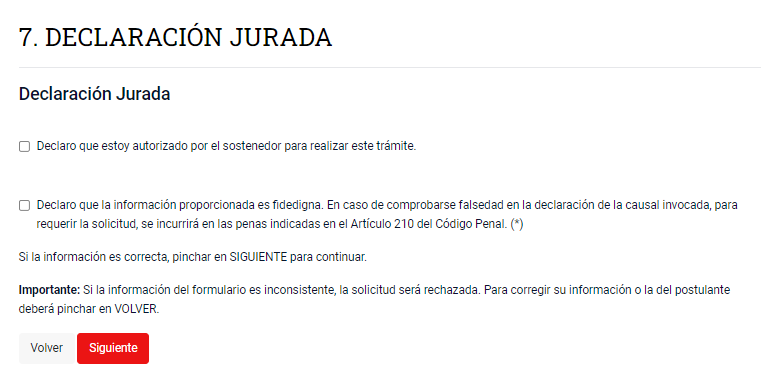 7. DECLARACIÓN JURADA
Declaración Jurada
Declaro que estoy autorizado por el sostenedor para realizar este trámite.
Declaro que la información proporcionada es fidedigna. En caso de comprobarse falsedad en la declaración de la causal invocada, para
requerir la solicitud, se incurrirá en las penas indicadas en el Artículo 210 del Código Penal. (*)
Si la información es correcta, pinchar en SIGUIENTE para continuar.
Importante: Si la información del formulario es inconsistente, la solicitud será rechazada. Para corregir su información o la del postulante
deberá pinchar en VOLVER.
Volver Siguiente